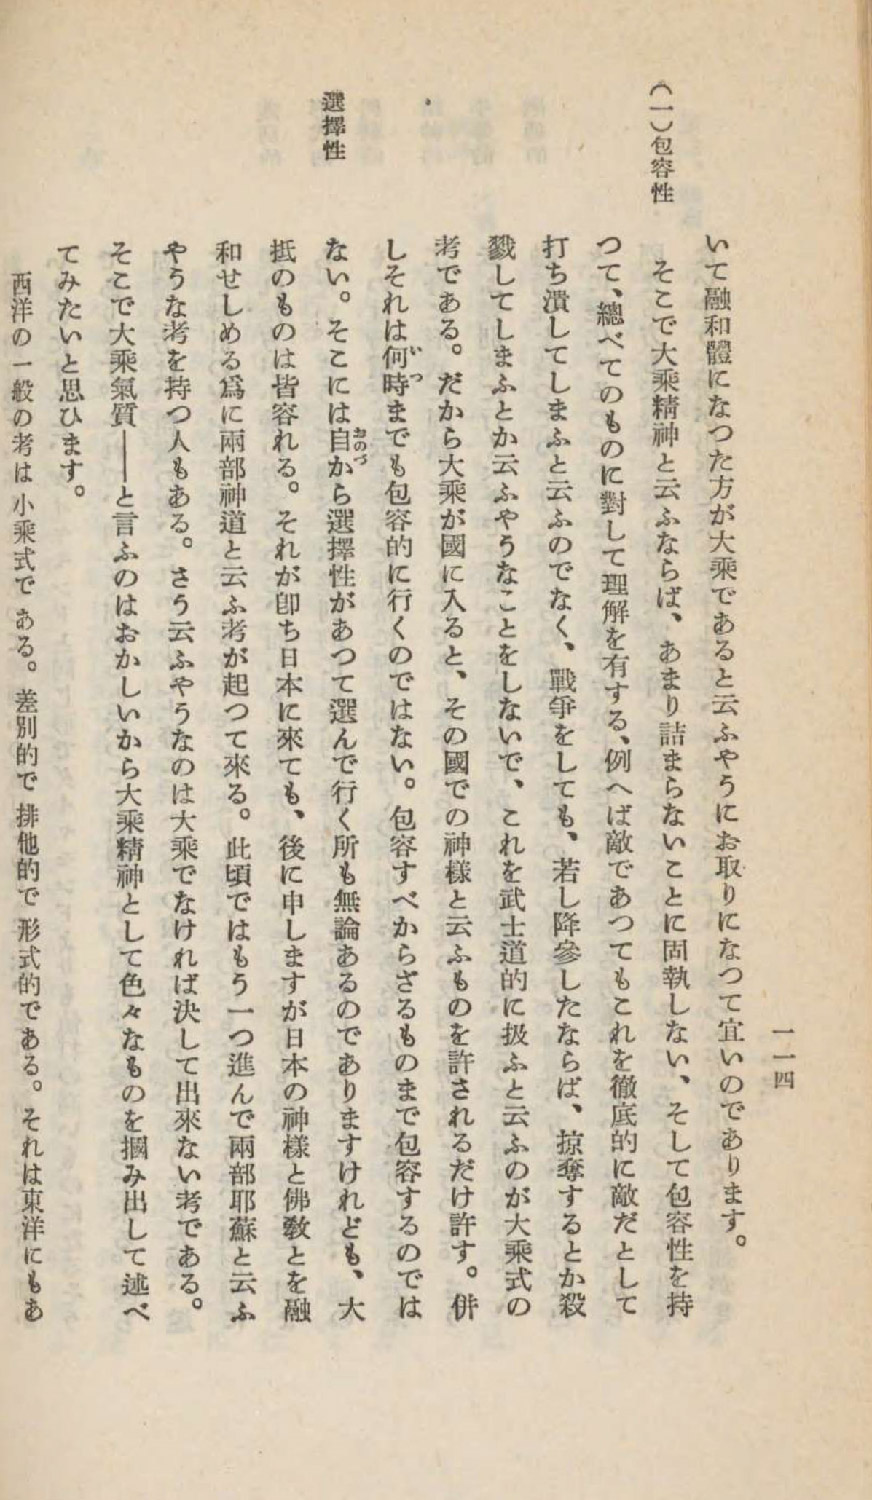 一一四
いて融和體になつた方が大乘であると云ふやうにお取りになつて宜いのであります。
(一)包容性
そこで大乘精神と云ふならば、あまり詰まらないことに固執しない、そして包容性を持
つて、總べてのものに對して理解を有する、例へば敵であつてもこれを徹底的に敵だとして
打ち潰してしまふと云ふのでなく、戰爭をしても、若し降參したならば、掠奪するとか殺
戮してしまふとか云ふやうなことをしないで、これを武士道的に扱ふと云ふのが大乘式の
考である。だから大乘が國に入ると、その國での神樣と云ふものを許されるだけ許す。併
しそれは何時いつまでも包容的に行くのではない。包容すべからざるものまで包容するのでは
選擇性
ない。そこには自おのづから選擇性があつて選んで行く所も無論あるのでありますけれども、大
抵のものは皆容れる。それが卽ち日本に來ても、後に申しますが日本の神樣と佛敎とを融
和せしめる爲に兩部神道と云ふ考が起つて來る。此頃ではもう一つ進んで兩部耶蘇と云ふ
やうな考を持つ人もある。さう云ふやうなのは大乘でなければ決して出來ない考である。
そこで大乘氣質――と言ふのはおかしいから大乘精神として色々なものを摑み出して述べ
てみたいと思ひます。
西洋の一般の考は小乘式である。差別的で排他的で形式的である。それは東洋にもあ